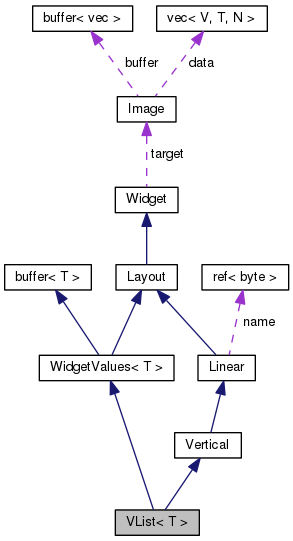 buffer< vec >
vec< V, T, N >
buffer
data
Image
target
Widget
buffer< T >
Layout
ref< byte >
name
WidgetValues< T >
Linear
Vertical
VList< T >